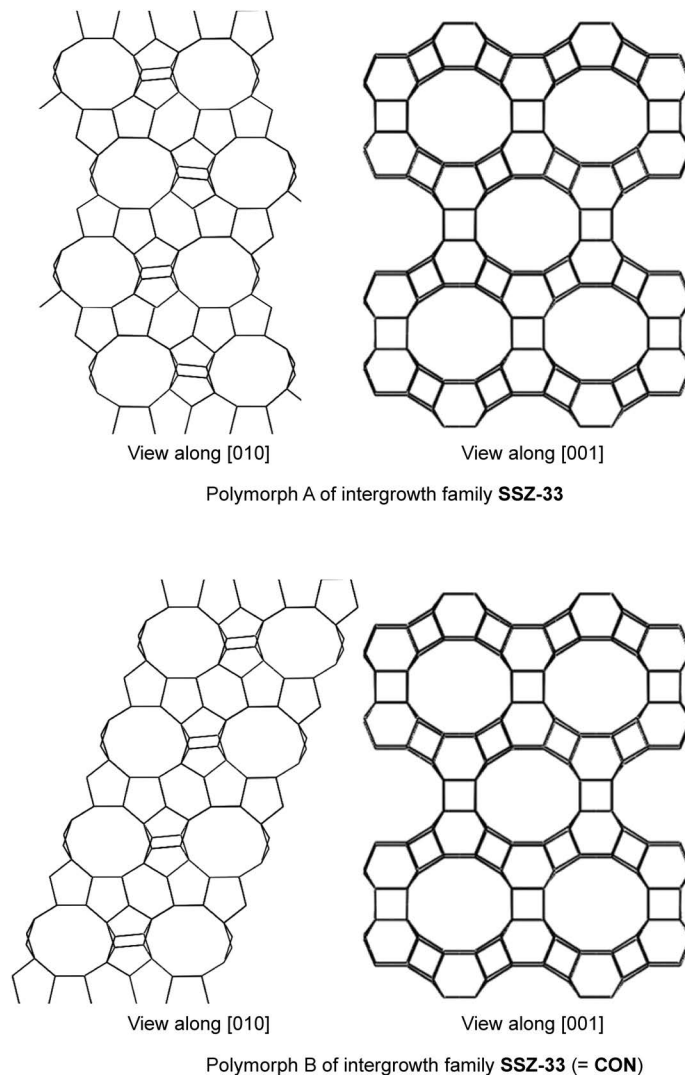 View along [010]
View along [001]
Polymorph A of intergrowth family SSZ-33
View along [010]
View along [001]
Polymorph B of intergrowth family SSZ-33 (= CON)